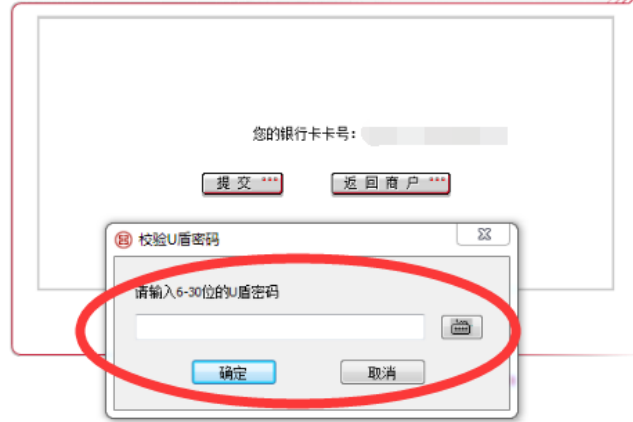 您的银行卡卡号：
提 交
返 回 商 户
校验U盾密码
请输入6-30位的U盾密码
确定
取消